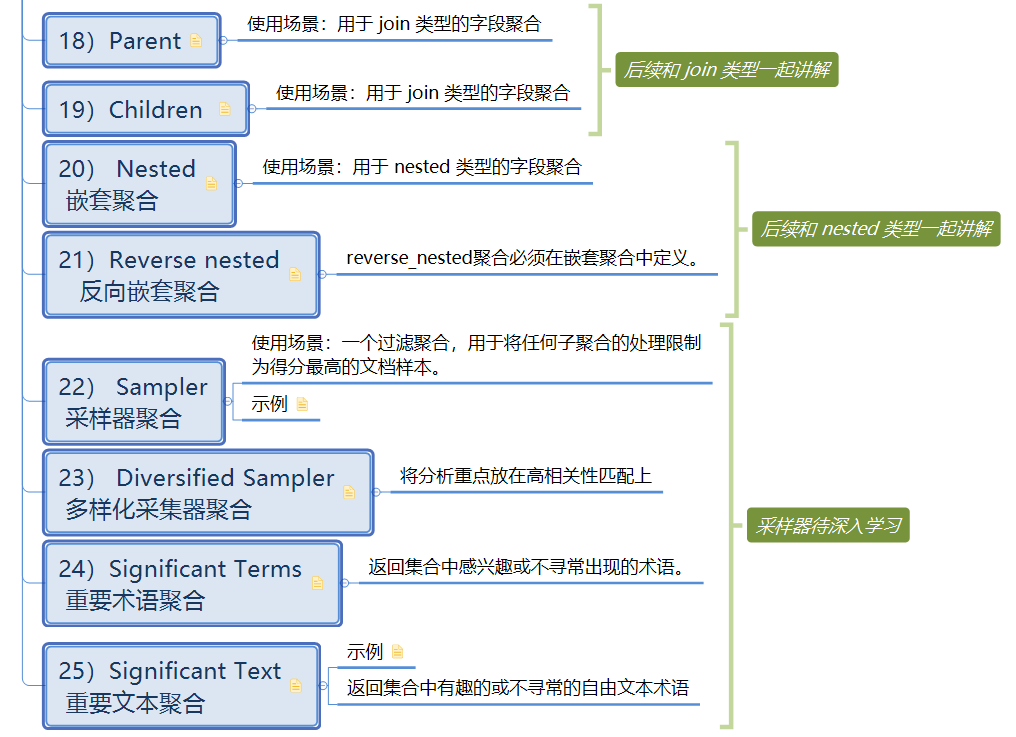 18）Parent
使用场景：用于 join 类型的字段聚合
19）Children
使用场景：用于 join 类型的字段聚合
后续和 join 类型一起讲解
20） Nested
嵌套聚合
使用场景：用于 nested 类型的字段聚合
21）Reverse nested
反向嵌套聚合
reverse_nested聚合必须在嵌套聚合中定义。
后续和 nested 类型一起讲解
22） Sampler
采样器聚合
使用场景：一个过滤聚合，用于将任何子聚合的处理限制
为得分最高的文档样本。
示例
23） Diversified Sampler
多样化采集器聚合
将分析重点放在高相关性匹配上
24）Significant Terms
重要术语聚合
返回集合中感兴趣或不寻常出现的术语。
25）Significant Text
重要文本聚合
示例
返回集合中有趣的或不寻常的自由文本术语
采样器待深入学习